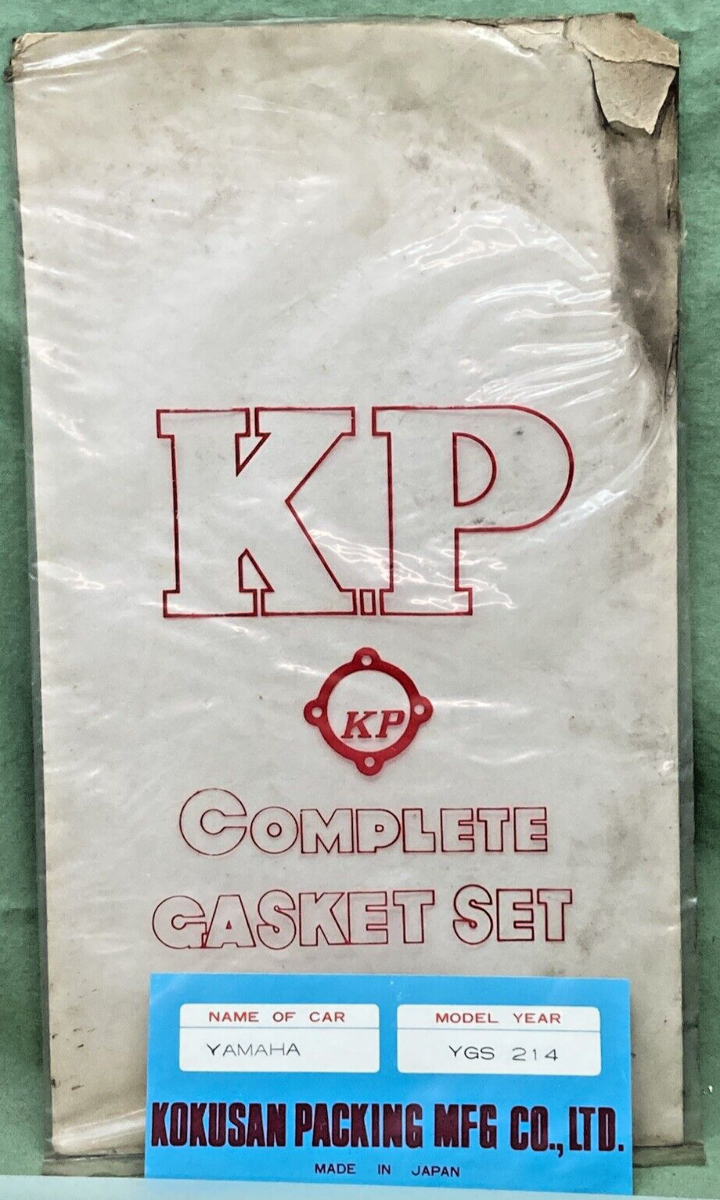 K.P
KP
COMPLETE
GASKET SET
NAME OF CAR
YAMAHA
MODEL YEAR
YGS 214
KOKUSAN PACKING MFG CO.,LTD.
MADE IN JAPAN